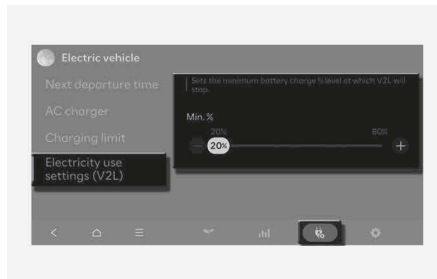 Electric vehicle
Next departure time
AC charger
Charging limit
Electricity use
settings (V2L)
Sets the minimum battery charge % level at which V2L will
stop.
Min. %
20%
80%
20%